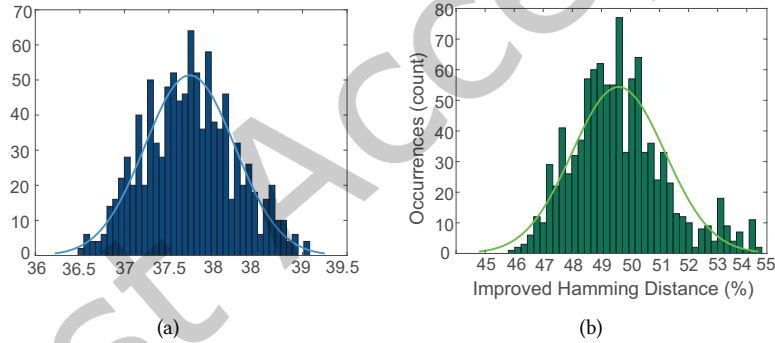 70
60
50
40
30
20
10
0
36 36.5 37 37.5 38 38 39 39.5
(a)
80
70
60
50
40
30
20
10
0
Occurrences (count)
45 46 47 48 49 50 51 52 53 54 55
Improved Hamming Distance (%)
(b)
st Acce